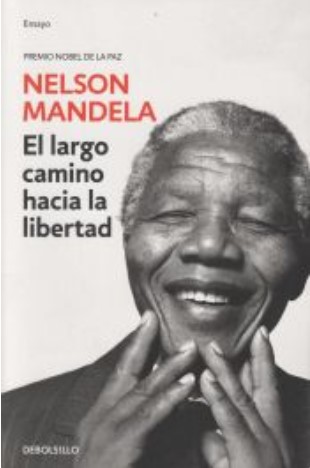 Ensayo
PREMIO NOBEL DE LA PAZ
NELSON
MANDELA
El largo
camino
hacia la
libertad
DEBOLSILLO